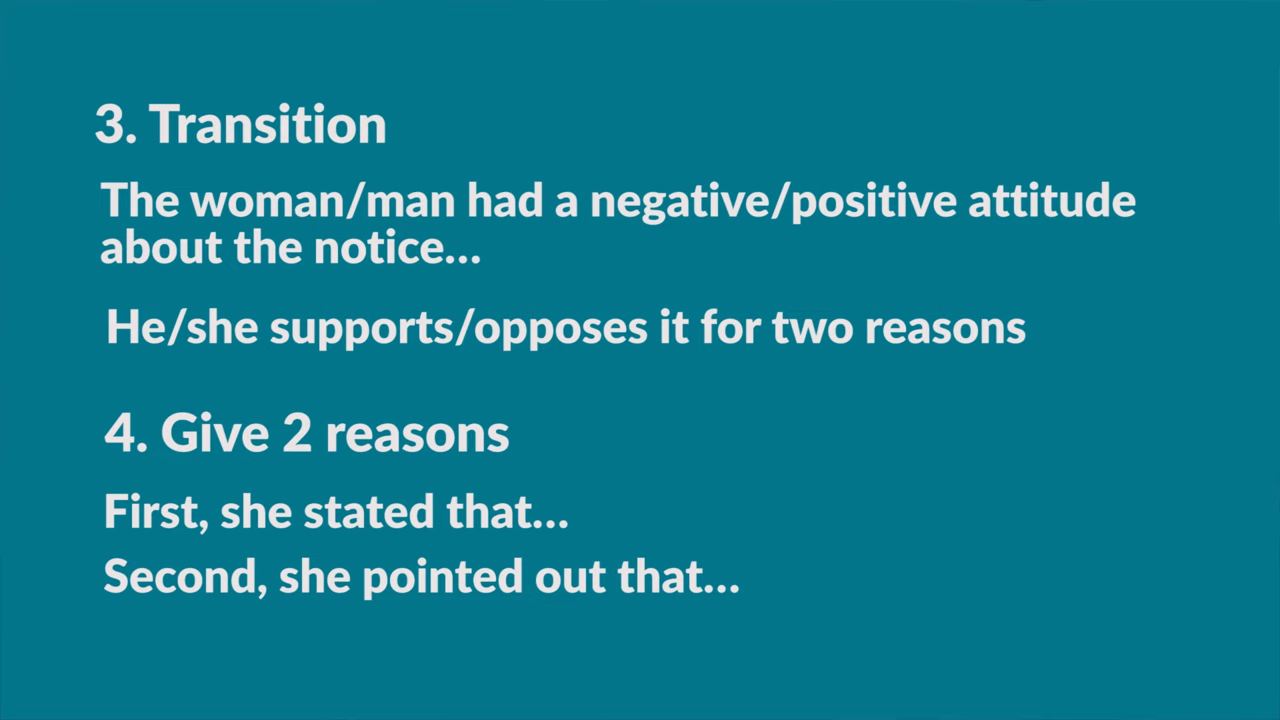 3. Transition
The woman/man had a negative/positive attitude
about the notice...
He/she supports/opposes it for two reasons
4. Give 2 reasons
First, she stated that...
Second, she pointed out that...